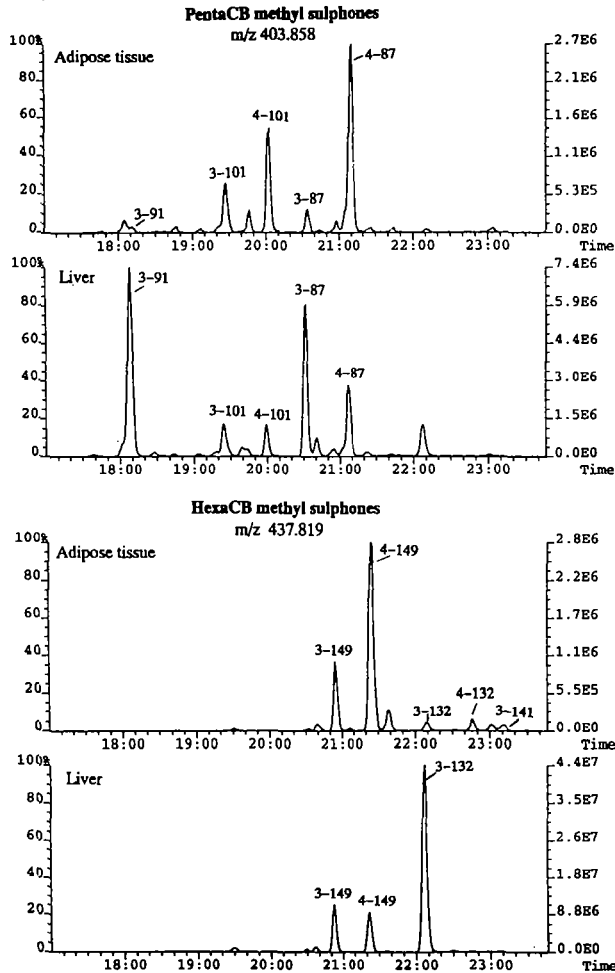 PentaCB methyl sulphones
m/z 403.858
Adipose tissue
100% 2.7E6
80 2.1E6
60 1.6E6
40 1.1E6
20 5.3E5
0 0.0E0
3-91
3-101
4-101
3-87
4-87
18:00 19:00 20:00 21:00 22:00 23:00 Time
Liver
100% 7.4E6
80 5.9E6
60 4.4E6
40 3.0E6
20 1.5E6
0 0.0E0
3-91
3-101
4-101
3-87
4-87
18:00 19:00 20:00 21:00 22:00 23:00 Time
HexaCB methyl sulphones
m/z 437.819
Adipose tissue
100% 2.8E6
80 2.2E6
60 1.7E6
40 1.1E6
20 5.5E5
0 0.0E0
3-149
4-149
3-132
4-132
3-141
18:00 19:00 20:00 21:00 22:00 23:00 Time
Liver
100% 4.4E7
80 3.5E7
60 2.6E7
40 1.8E7
20 8.8E6
0 0.0E0
3-149
4-149
3-132
18:00 19:00 20:00 21:00 22:00 23:00 Time